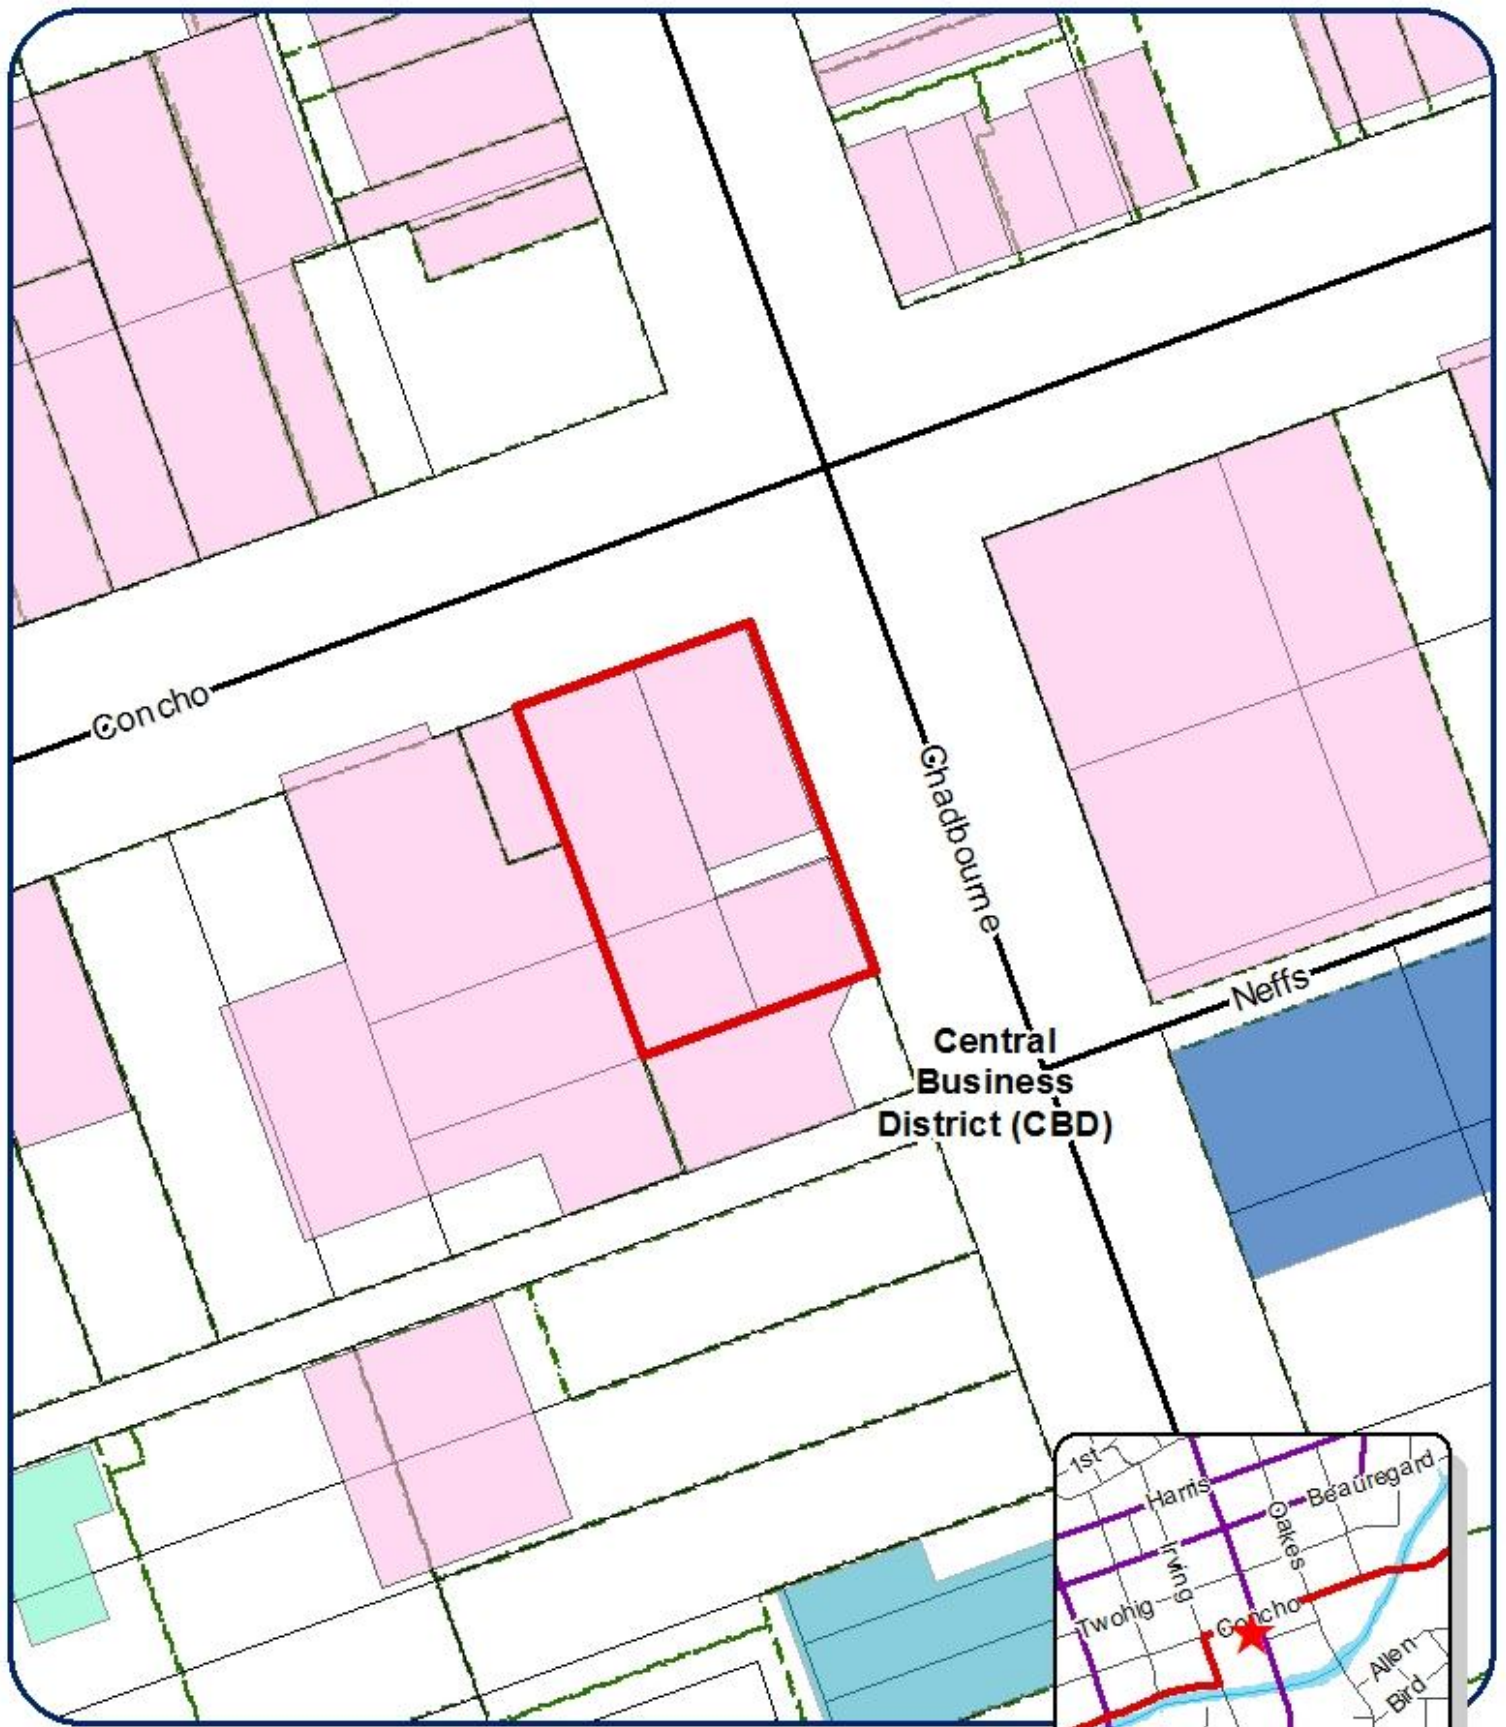 Concho
Chadbourne
Neffs
Central
Business
District (CBD)
1st
Harris
Beauregard
Oakes
Irving
Twohig
Concho
Allen
Bird